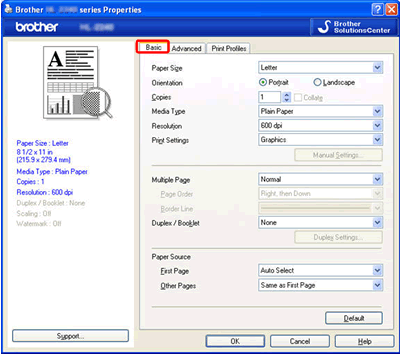 Brother series Properties
brother
Brother
SolutionsCenter
Basic Advanced Print Profiles
Paper Size Letter
Orientation Portrait Landscape
Copies 1 Collate
Media Type Plain Paper
Resolution 600 dpi
Print Settings Graphics
Manual Settings...
Multiple Page Normal
Page Order Right, then Down
Border Line
Duplex / Booklet None
Duplex Settings...
Paper Source
First Page Auto Select
Other Pages Same as First Page
Default
Paper Size : Letter
8 1/2 x 11 in
(215.9 x 279.4 mm)
Media Type : Plain Paper
Copies : 1
Resolution : 600 dpi
Duplex / Booklet : None
Scaling : Off
Watermark : Off
Support...
OK Cancel Help